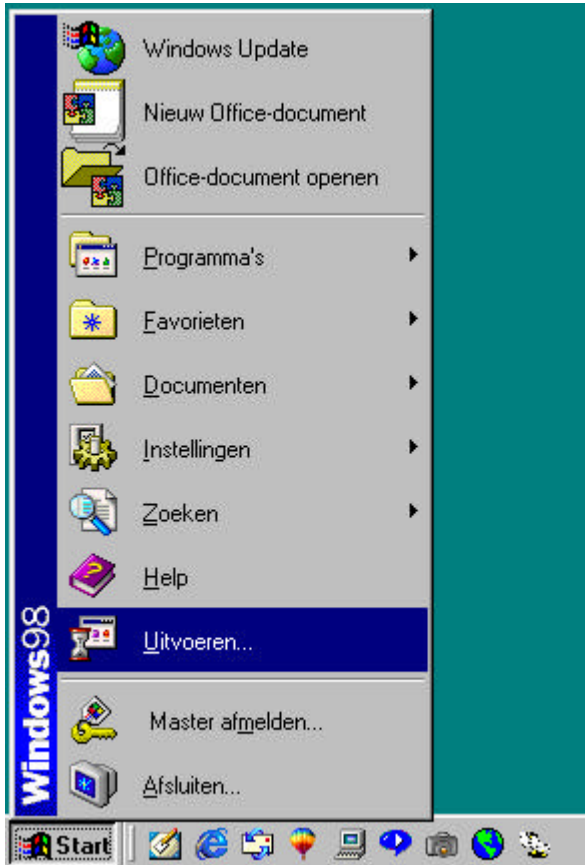 Windows Update
Nieuw Office-document
Office-document openen
Programma's
Favorieten
Documenten
Instellingen
Zoeken
Help
Uitvoeren...
Master afmelden...
Afsluiten...
Windows98
Start